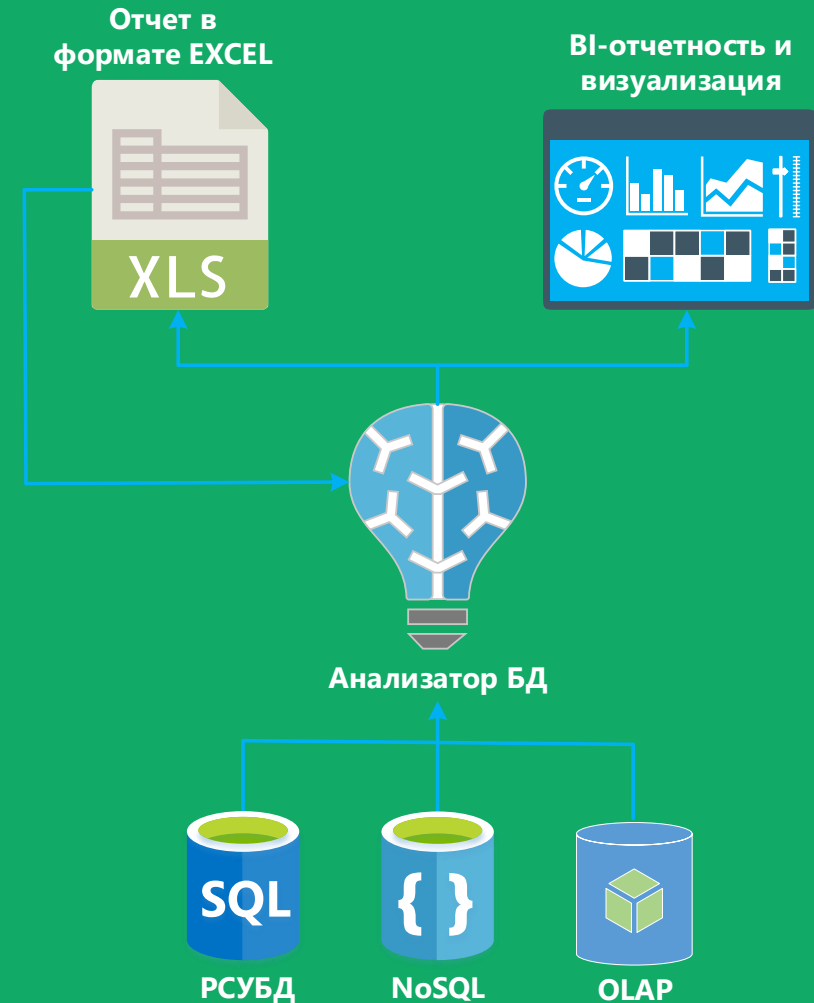 Отчет в
формате EXCEL
BI-отчетность и
визуализация
XLS
Анализатор БД
SQL
{ }
РСУБД
NoSQL
OLAP